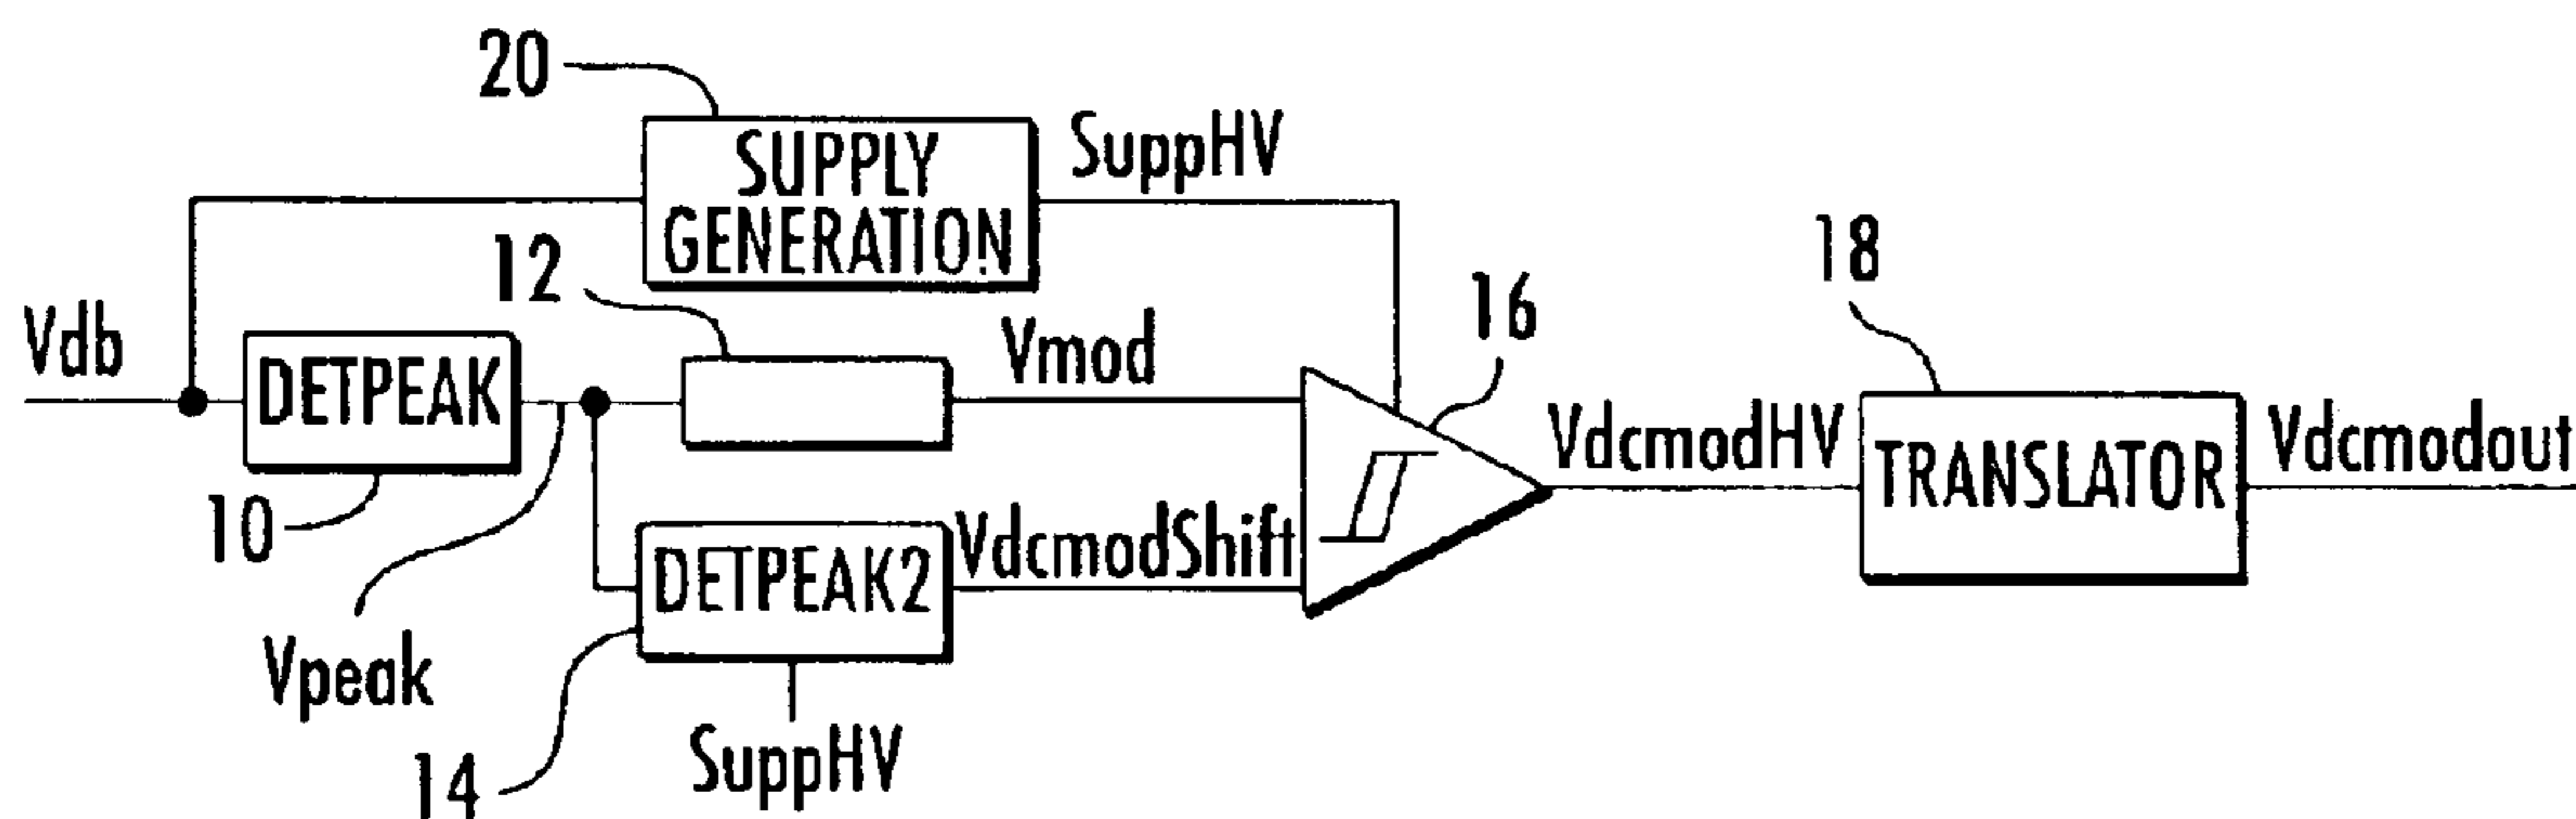 20
SUPPLY
GENERATION
SuppHV
12
Vdb
DETPEAK
Vmod
16
18
10
VdcmodHV
TRANSLATOR
Vdcmodout
DETPEAK2
VdcmodShift
Vpeak
14
SuppHV